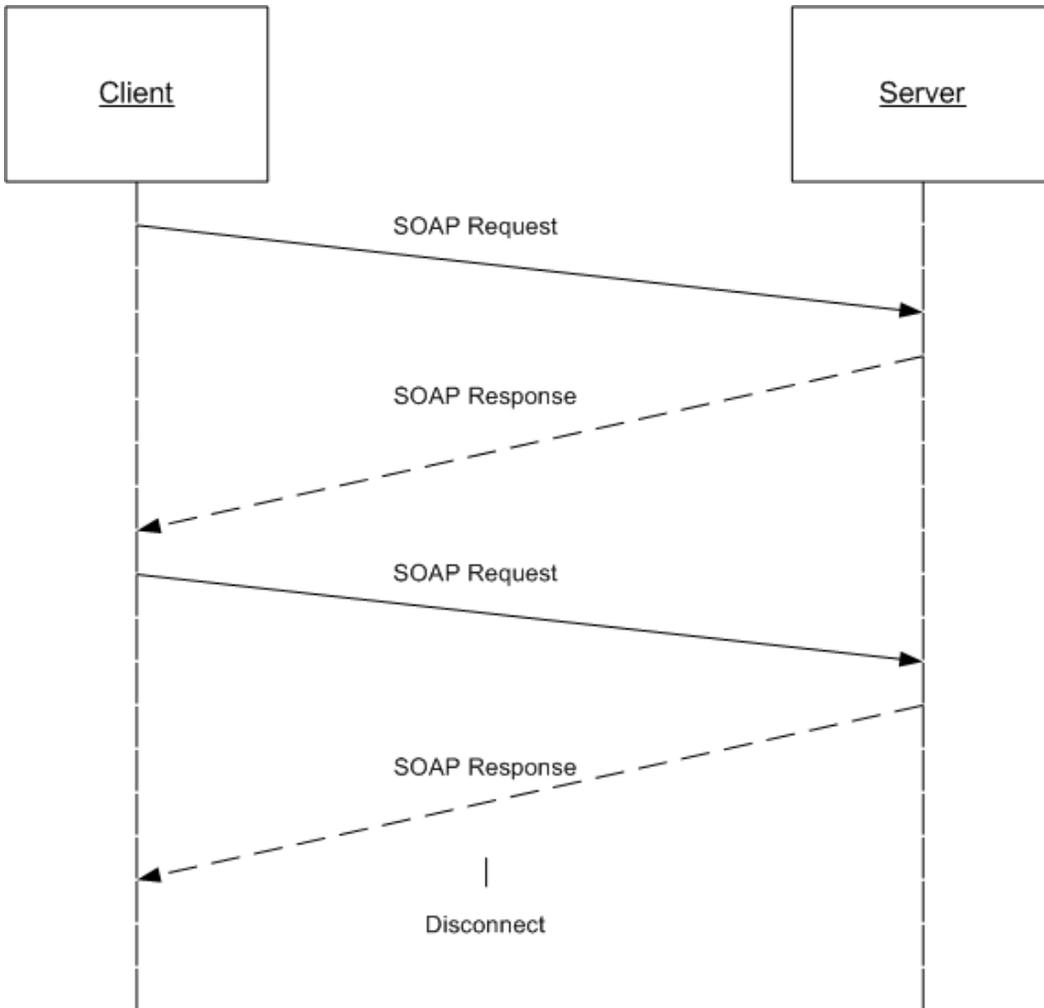 Client
Server
SOAP Request
SOAP Response
SOAP Request
SOAP Response
Disconnect